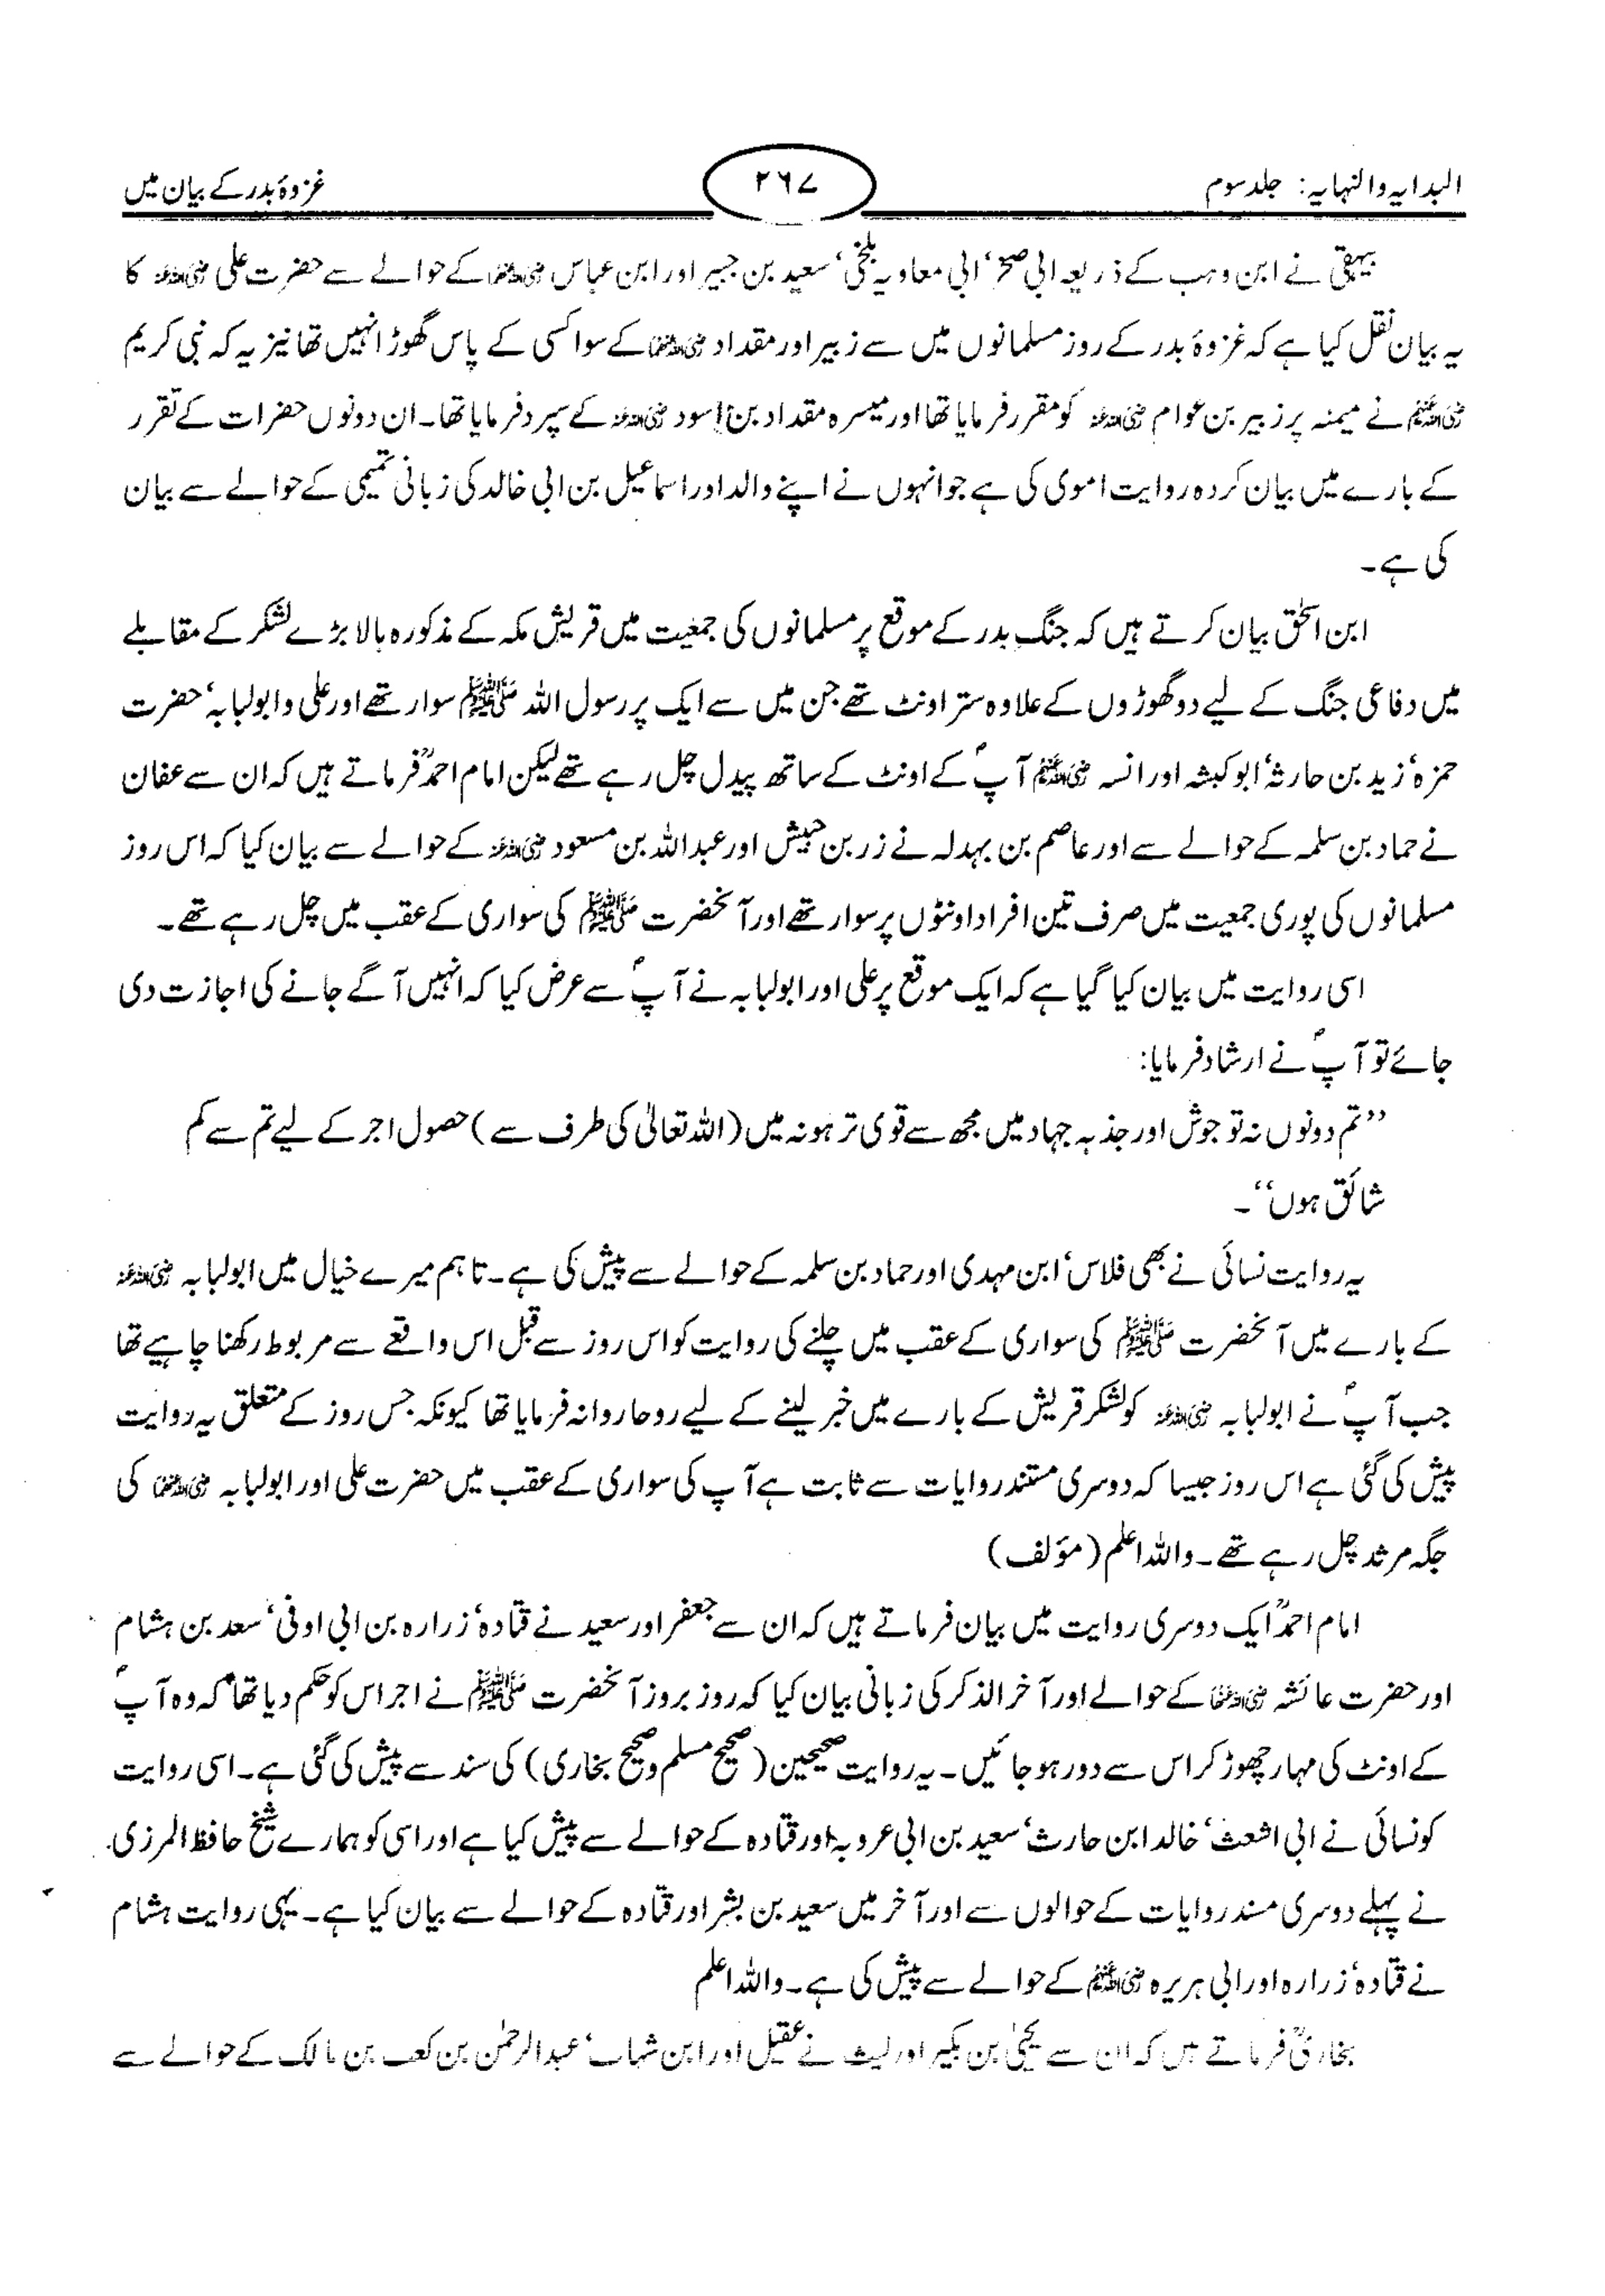 البدایہ والنہایہ: جلد سوم
۲۶۷
غزوۂ بدر کے بیان میں
بیہقی نے ابن وہب کے ذریعہ ابی صخر‘ ابی معاویہ بلخی‘ سعید بن جبیر اور ابن عباس رضی اللہ عنہما کے حوالے سے حضرت علی رضی اللہ عنہ کا
یہ بیان نقل کیا ہے کہ غزوۂ بدر کے روز مسلمانوں میں سے زبیر اور مقداد رضی اللہ عنہما کے سوا کسی کے پاس گھوڑا نہیں تھا نیز یہ کہ نبی کریم
ﷺ نے میمنہ پر زبیر بن عوام رضی اللہ عنہ کو مقرر فرمایا تھا اور میسرہ مقداد بن اسود رضی اللہ عنہ کے سپرد فرمایا تھا۔ ان دونوں حضرات کے تقرر
کے بارے میں بیان کردہ روایت اموی کی ہے جو انہوں نے اپنے والد اور اسماعیل بن ابی خالد کی زبانی تمیمی کے حوالے سے بیان
کی ہے۔
ابن اسحٰق بیان کرتے ہیں کہ جنگ بدر کے موقع پر مسلمانوں کی جمعیت میں قریش مکہ کے مذکورہ بالا بڑے لشکر کے مقابلے
میں دفاعی جنگ کے لیے دو گھوڑوں کے علاوہ ستر اونٹ تھے جن میں سے ایک پر رسول اللہ ﷺ سوار تھے اور علی و ابولبابہ‘ حضرت
حمزہ‘ زید بن حارثہ‘ ابو کبشہ اور انسہ رضی اللہ عنہم آپؐ کے اونٹ کے ساتھ پیدل چل رہے تھے لیکن امام احمدؒ فرماتے ہیں کہ ان سے عفان
نے حماد بن سلمہ کے حوالے سے اور عاصم بن بہدلہ نے زر بن حبیش اور عبداللہ بن مسعود رضی اللہ عنہ کے حوالے سے بیان کیا کہ اس روز
مسلمانوں کی پوری جمعیت میں صرف تین افراد اونٹوں پر سوار تھے اور آنحضرت ﷺ کی سواری کے عقب میں چل رہے تھے۔
اسی روایت میں بیان کیا گیا ہے کہ ایک موقع پر علی اور ابولبابہ نے آپؐ سے عرض کیا کہ انہیں آگے جانے کی اجازت دی
جائے تو آپؐ نے ارشاد فرمایا:
’’تم دونوں نہ تو جوش اور جذبہ جہاد میں مجھ سے قوی تر ہو نہ میں (اللہ تعالیٰ کی طرف سے) حصول اجر کے لیے تم سے کم
شائق ہوں‘‘۔
یہ روایت نسائی نے بھی فلاس‘ ابن مہدی اور حماد بن سلمہ کے حوالے سے پیش کی ہے۔ تاہم میرے خیال میں ابولبابہ رضی اللہ عنہ
کے بارے میں آنحضرت ﷺ کی سواری کے عقب میں چلنے کی روایت کو اس روز سے قبل اس واقعے سے مربوط رکھنا چاہیے تھا
جب آپؐ نے ابولبابہ رضی اللہ عنہ کو لشکر قریش کے بارے میں خبر لینے کے لیے روحا روانہ فرمایا تھا کیونکہ جس روز کے متعلق یہ روایت
پیش کی گئی ہے اس روز جیسا کہ دوسری مستند روایات سے ثابت ہے آپ کی سواری کے عقب میں حضرت علی اور ابولبابہ رضی اللہ عنہما کی
جگہ مرثد چل رہے تھے۔ واللہ اعلم (مؤلف)
امام احمدؒ ایک دوسری روایت میں بیان فرماتے ہیں کہ ان سے جعفر اور سعید نے قتادہ‘ زرارہ بن ابی اوفی‘ سعد بن ہشام
اور حضرت عائشہ رضی اللہ عنہا کے حوالے اور آخر الذکر کی زبانی بیان کیا کہ روز بروز آنحضرت ﷺ نے اجراس کو حکم دیا تھا کہ وہ آپؐ
کے اونٹ کی مہار چھوڑ کر اس سے دور ہو جائیں۔ یہ روایت صحیحین (صحیح مسلم و صحیح بخاری) کی سند سے پیش کی گئی ہے۔ اسی روایت
کو نسائی نے ابی اشعث‘ خالد ابن حارث‘ سعید بن ابی عروبہ اور قتادہ کے حوالے سے پیش کیا ہے اور اسی کو ہمارے شیخ حافظ المرزی
نے پہلے دوسری مسند روایات کے حوالوں سے اور آخر میں سعید بن بشر اور قتادہ کے حوالے سے بیان کیا ہے۔ یہی روایت ہشام
نے قتادہ‘ زرارہ اور ابی ہریرہ رضی اللہ عنہم کے حوالے سے پیش کی ہے۔ واللہ اعلم
بخاریؒ فرماتے ہیں کہ ان سے یحییٰ بن بکیر اور لیث نے عقیل اور ابن شہاب‘ عبدالرحمٰن بن کعب بن مالک کے حوالے سے